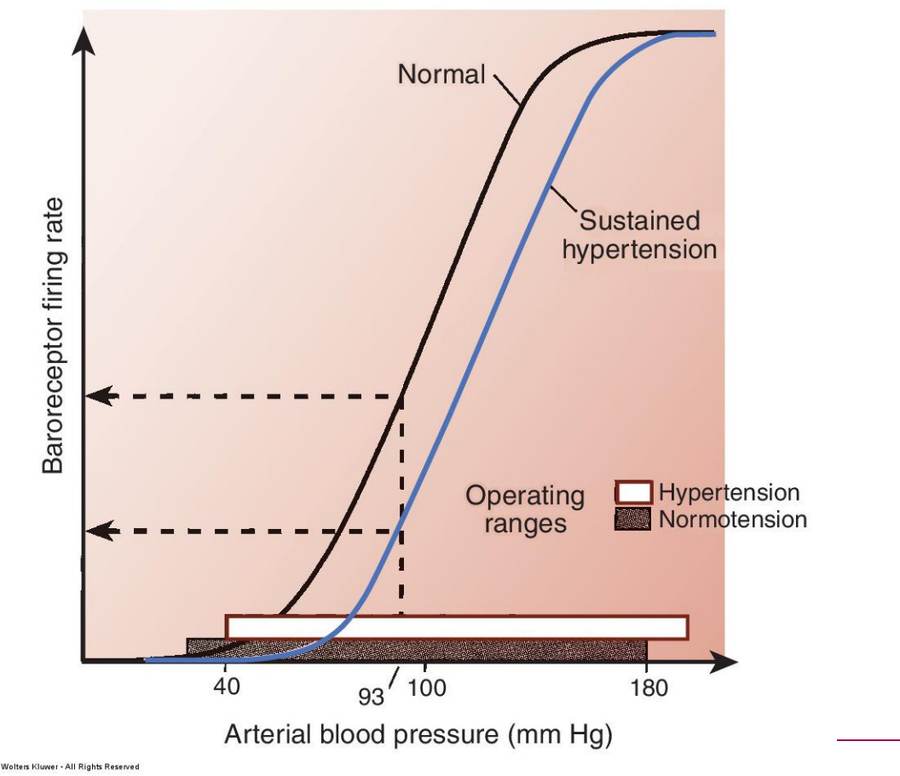 Normal
Sustained
hypertension
Baroreceptor firing rate
Operating
ranges
Hypertension
Normotension
40
93
100
180
Arterial blood pressure (mm Hg)
Wolters Kluwer - All Rights Reserved